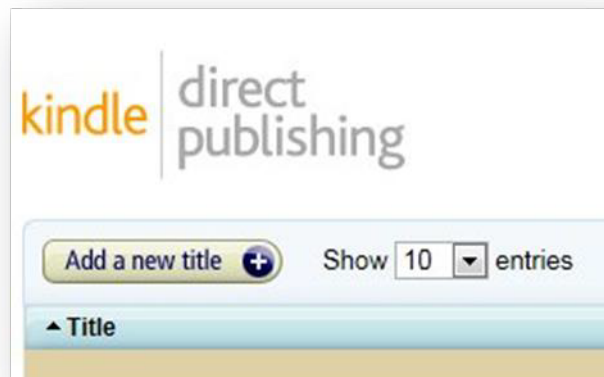 kindle
direct
publishing
Add a new title
Show 10 entries
Title